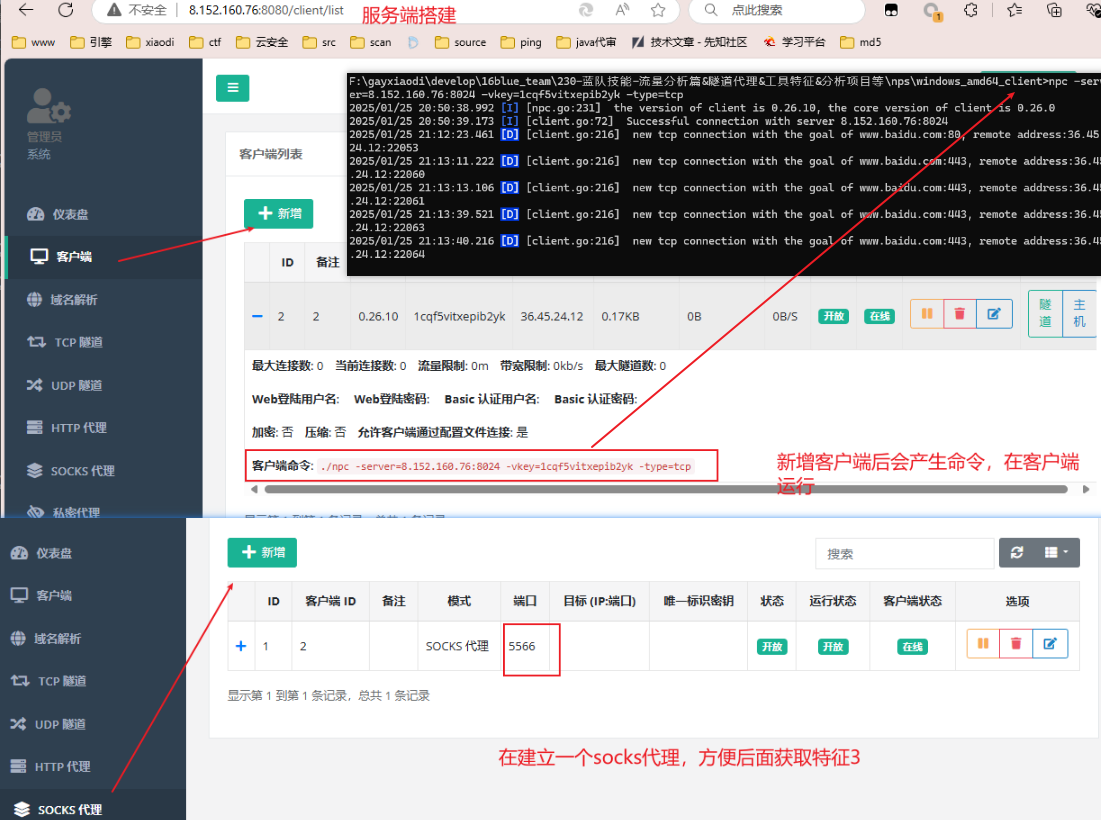 不安全 8.152.160.76:8080/client/list 点此搜索
服务端搭建
www 引擎 xiaodi ctf 云安全 src scan source ping java代审 技术文章 - 先知社区 学习平台 md5
管理员
系统
仪表盘
客户端
域名解析
TCP 隧道
UDP 隧道
HTTP 代理
SOCKS 代理
私密代理
客户端列表
新增
F:\gayxiaodi\develop\16blue_team\230-蓝队技能-流量分析篇&隧道代理&工具特征&分析项目等\nps\windows_amd64_client>npc -serv
er=8.152.160.76:8024 -vkey=1cqf5vitxepib2yk -type=tcp
2025/01/25 20:50:38.992 [I] [npc.go:231]  the version of client is 0.26.10, the core version of client is 0.26.0
2025/01/25 20:50:39.173 [I] [client.go:72]  Successful connection with server 8.152.160.76:8024
2025/01/25 21:12:23.461 [D] [client.go:216]  new tcp connection with the goal of www.baidu.com:80, remote address:36.45
.24.12:22053
2025/01/25 21:13:11.222 [D] [client.go:216]  new tcp connection with the goal of www.baidu.com:443, remote address:36.4
.24.12:22060
2025/01/25 21:13:13.106 [D] [client.go:216]  new tcp connection with the goal of www.baidu.com:443, remote address:36.4
.24.12:22061
2025/01/25 21:13:39.521 [D] [client.go:216]  new tcp connection with the goal of www.baidu.com:443, remote address:36.4
.24.12:22063
2025/01/25 21:13:40.216 [D] [client.go:216]  new tcp connection with the goal of www.baidu.com:443, remote address:36.4
.24.12:22064
ID 备注
2 2 0.26.10 1cqf5vitxepib2yk 36.45.24.12 0.17KB 0B 0B/S 开放 在线 隧道 主机
最大连接数: 0 当前连接数: 0 流量限制: 0m 带宽限制: 0kb/s 最大隧道数: 0
Web登陆用户名: Web登陆密码: Basic 认证用户名: Basic 认证密码:
加密: 否 压缩: 否 允许客户端通过配置文件连接: 是
客户端命令: ./npc -server=8.152.160.76:8024 -vkey=1cqf5vitxepib2yk -type=tcp
新增客户端后会产生命令，在客户端
运行
显示第 1 到第 1 条记录，总共 1 条记录
仪表盘
客户端
域名解析
TCP 隧道
UDP 隧道
HTTP 代理
SOCKS 代理
新增 搜索
ID 客户端 ID 备注 模式 端口 目标 (IP:端口) 唯一标识密钥 状态 运行状态 客户端状态 选项
1 2 SOCKS 代理 5566 开放 开放 在线
显示第 1 到第 1 条记录，总共 1 条记录
在建立一个socks代理，方便后面获取特征3